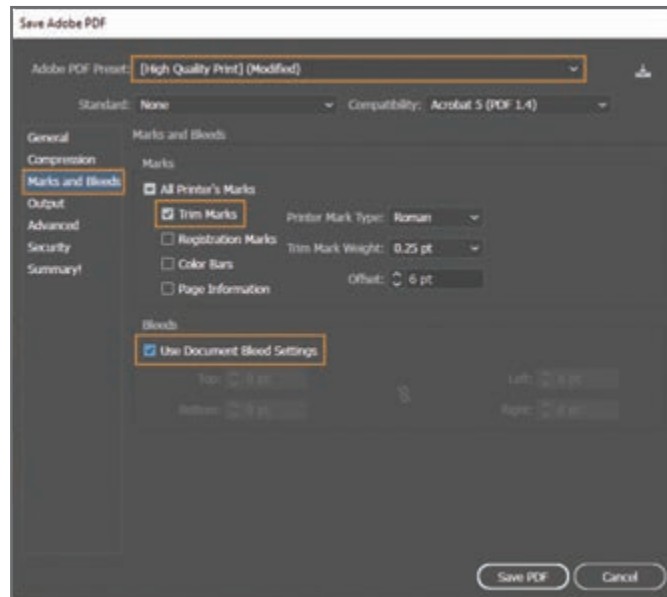 Save Adobe PDF
Adobe PDF Preset: [High Quality Print] (Modified)
Standard: None Compatibility: Acrobat 5 (PDF 1.4)
General
Compression
Marks and Bleeds
Output
Advanced
Security
Summary!
Marks and Bleeds
Marks
All Printer's Marks
Trim Marks
Registration Marks
Color Bars
Page Information
Printer Mark Type: Roman
Trim Mark Weight: 0.25 pt
Offset: 6 pt
Bleeds
Use Document Bleed Settings
Top:
Left:
Bottom:
Right:
Save PDF
Cancel